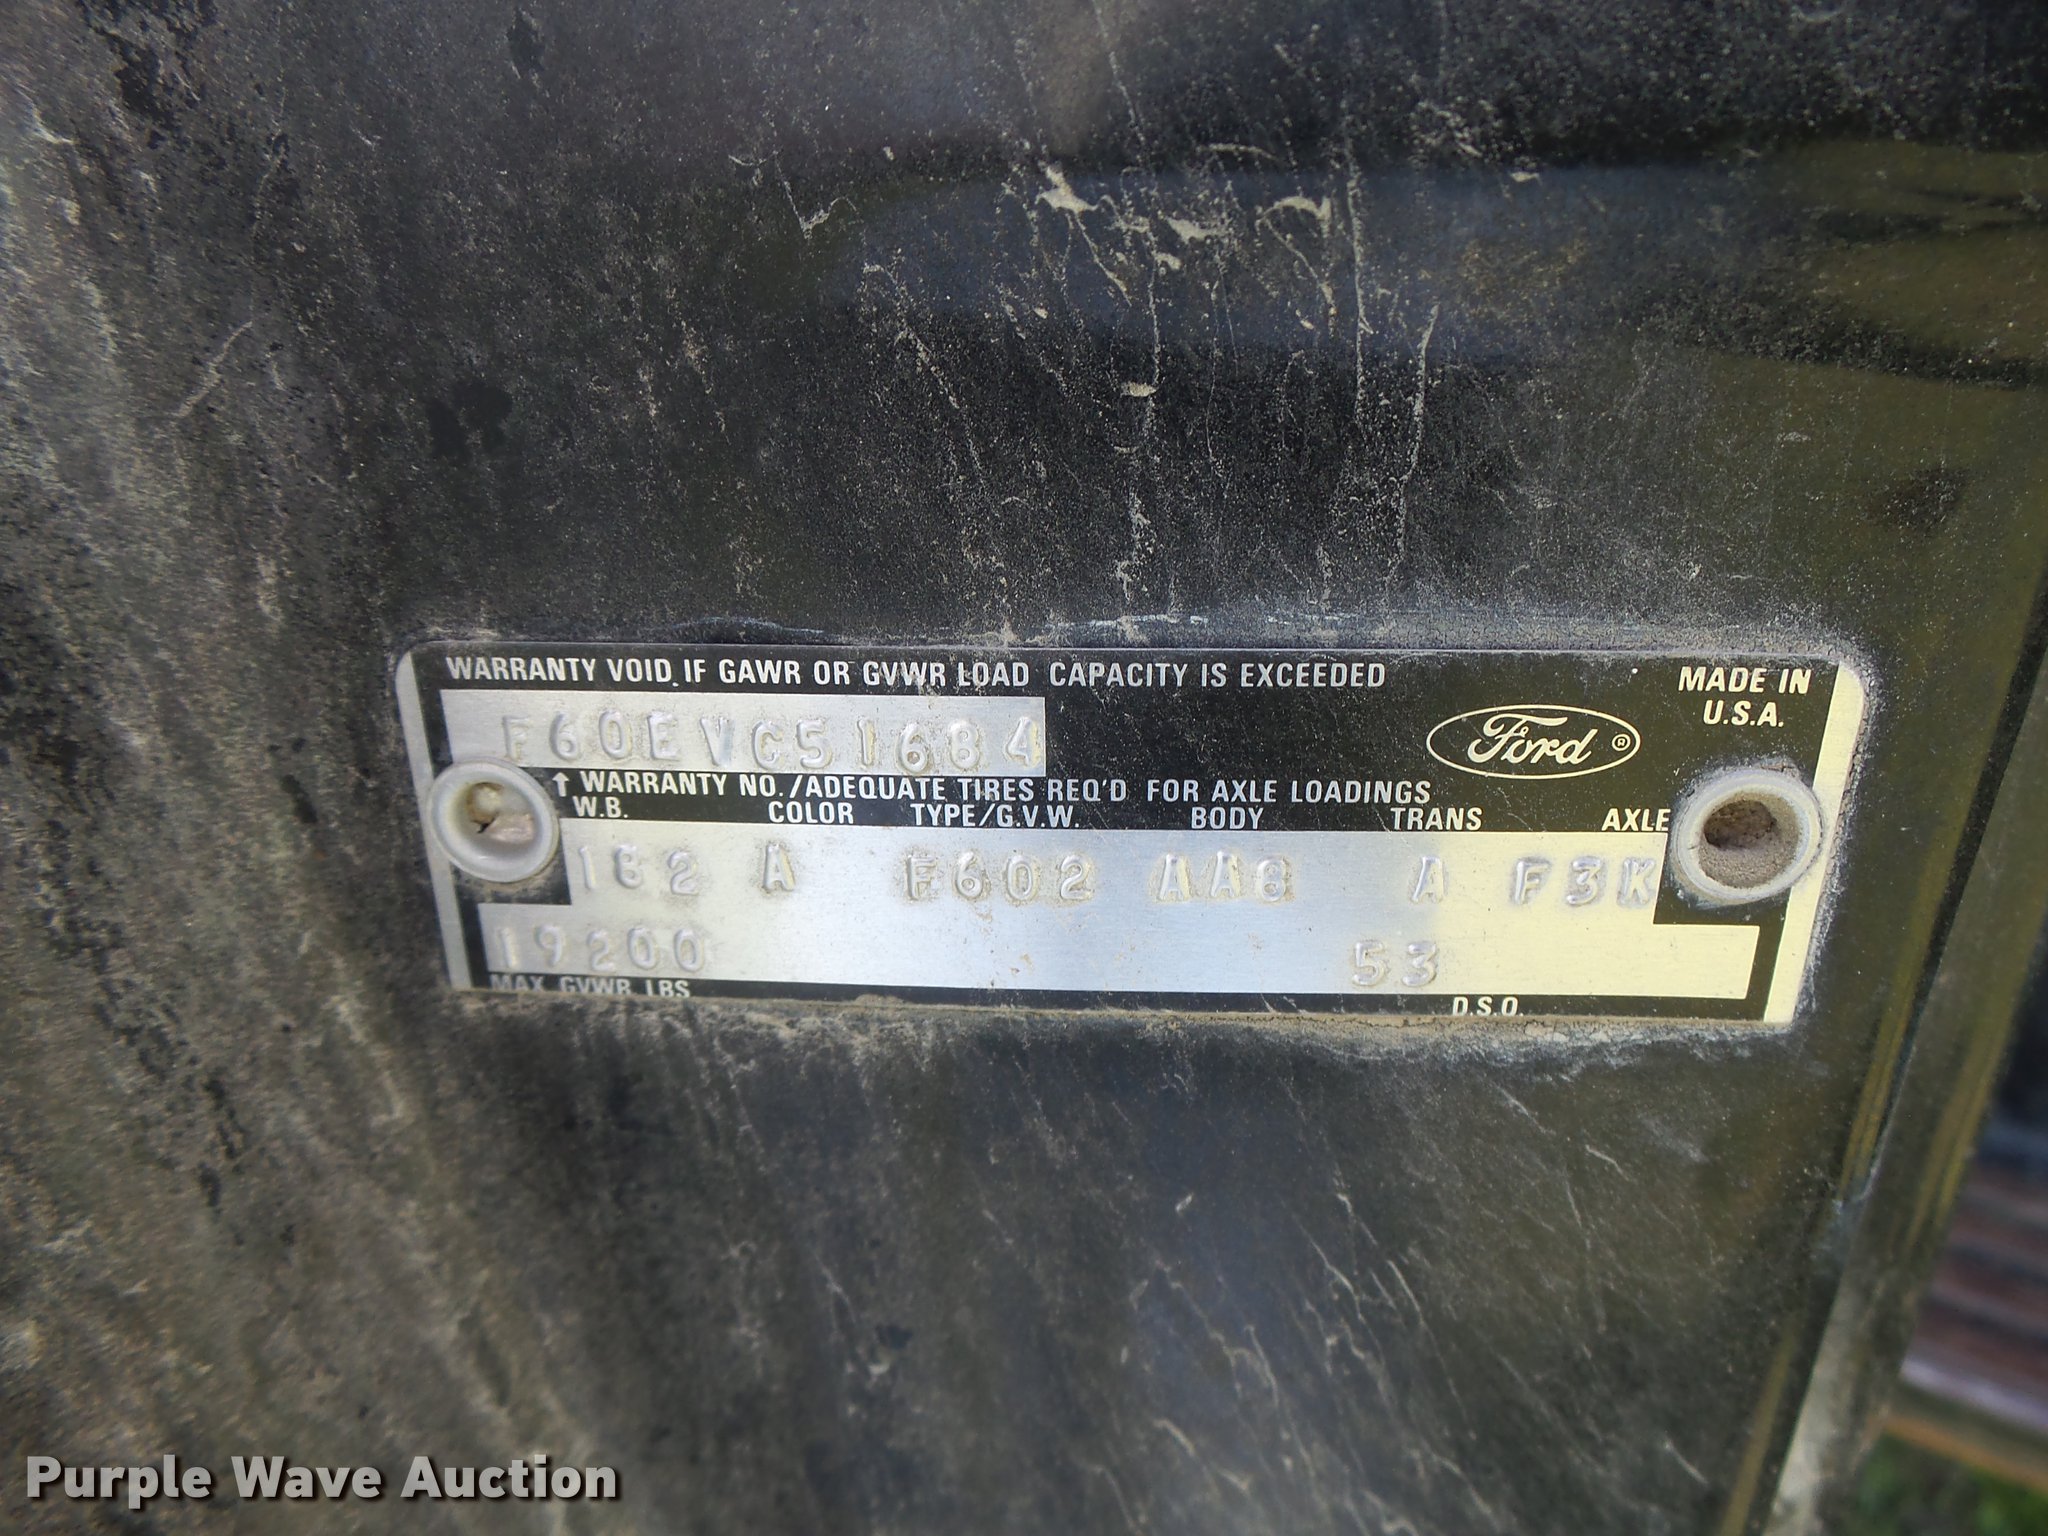 WARRANTY VOID IF GAWR OR GVWR LOAD CAPACITY IS EXCEEDED
MADE IN
U.S.A.
F60EVC51684
Ford ®
↑ WARRANTY NO./ADEQUATE TIRES REQ'D FOR AXLE LOADINGS
W.B. COLOR TYPE/G.V.W. BODY TRANS AXLE
182 A F602 AA8 A F3K
19200 53
MAX. GVWR LBS D.S.O.
Purple Wave Auction